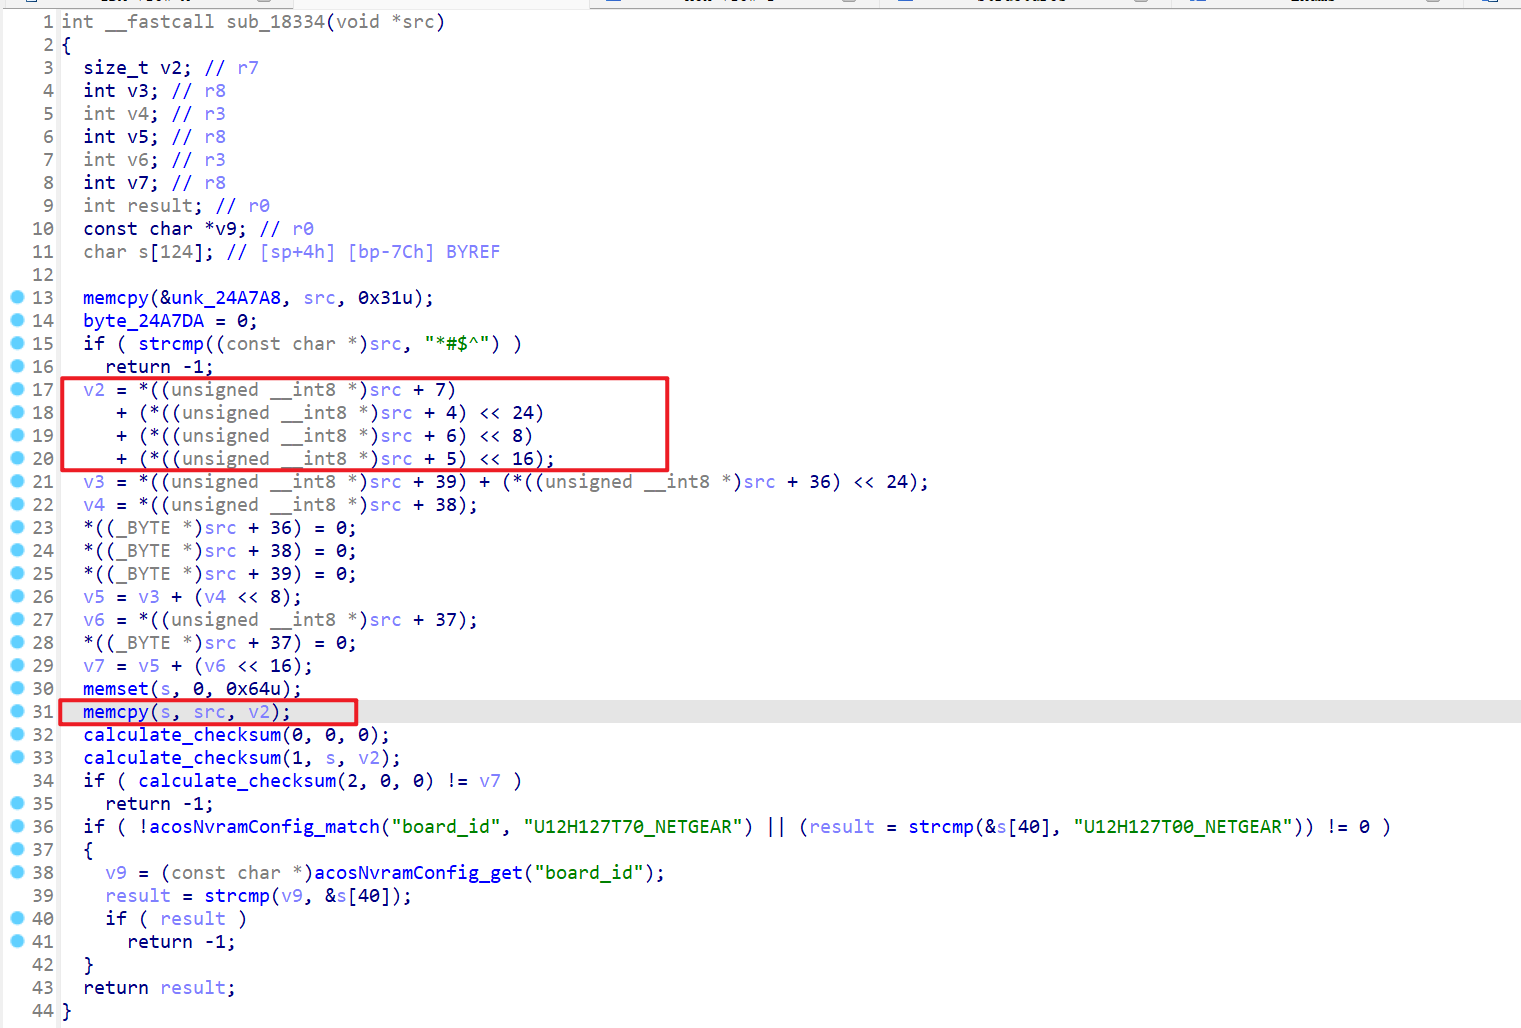 1 int __fastcall sub_18334(void *src)
2 {
3   size_t v2; // r7
4   int v3; // r8
5   int v4; // r3
6   int v5; // r8
7   int v6; // r3
8   int v7; // r8
9   int result; // r0
10   const char *v9; // r0
11   char s[124]; // [sp+4h] [bp-7Ch] BYREF
12
13   memcpy(&unk_24A7A8, src, 0x31u);
14   byte_24A7DA = 0;
15   if ( strcmp((const char *)src, "*#$^") )
16     return -1;
17   v2 = *((unsigned __int8 *)src + 7)
18      + (*((unsigned __int8 *)src + 4) << 24)
19      + (*((unsigned __int8 *)src + 6) << 8)
20      + (*((unsigned __int8 *)src + 5) << 16);
21   v3 = *((unsigned __int8 *)src + 39) + (*((unsigned __int8 *)src + 36) << 24);
22   v4 = *((unsigned __int8 *)src + 38);
23   *((_BYTE *)src + 36) = 0;
24   *((_BYTE *)src + 38) = 0;
25   *((_BYTE *)src + 39) = 0;
26   v5 = v3 + (v4 << 8);
27   v6 = *((unsigned __int8 *)src + 37);
28   *((_BYTE *)src + 37) = 0;
29   v7 = v5 + (v6 << 16);
30   memset(s, 0, 0x64u);
31   memcpy(s, src, v2);
32   calculate_checksum(0, 0, 0);
33   calculate_checksum(1, s, v2);
34   if ( calculate_checksum(2, 0, 0) != v7 )
35     return -1;
36   if ( !acosNvramConfig_match("board_id", "U12H127T70_NETGEAR") || (result = strcmp(&s[40], "U12H127T00_NETGEAR")) != 0 )
37   {
38     v9 = (const char *)acosNvramConfig_get("board_id");
39     result = strcmp(v9, &s[40]);
40     if ( result )
41       return -1;
42   }
43   return result;
44 }